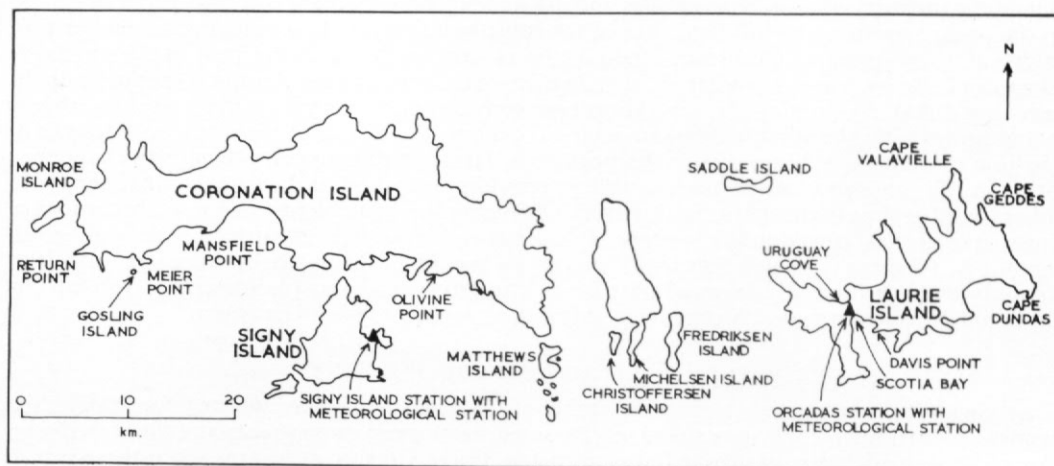 N
CAPE
VALAVIELLE
SADDLE ISLAND
MONROE
ISLAND
CORONATION ISLAND
CAPE
GEDDES
MANSFIELD
POINT
URUGUAY
COVE
RETURN
POINT
MEIER
POINT
OLIVINE
POINT
LAURIE
ISLAND
CAPE
DUNDAS
GOSLING
ISLAND
SIGNY
ISLAND
FREDRIKSEN
ISLAND
MATTHEWS
ISLAND
DAVIS POINT
MICHELSEN ISLAND
SCOTIA BAY
CHRISTOFFERSEN
ISLAND
SIGNY ISLAND STATION WITH
METEOROLOGICAL STATION
ORCADAS STATION WITH
METEOROLOGICAL STATION
0 10 20
km.